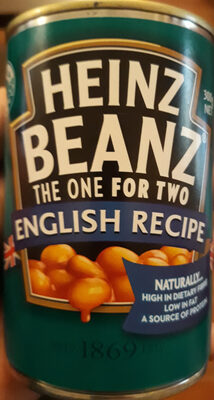 HEINZ
BEANZ
THE ONE FOR TWO
ENGLISH RECIPE
NATURALLY...
HIGH IN DIETARY FIBRE
LOW IN FAT
A SOURCE OF PROTEIN
1869
NET